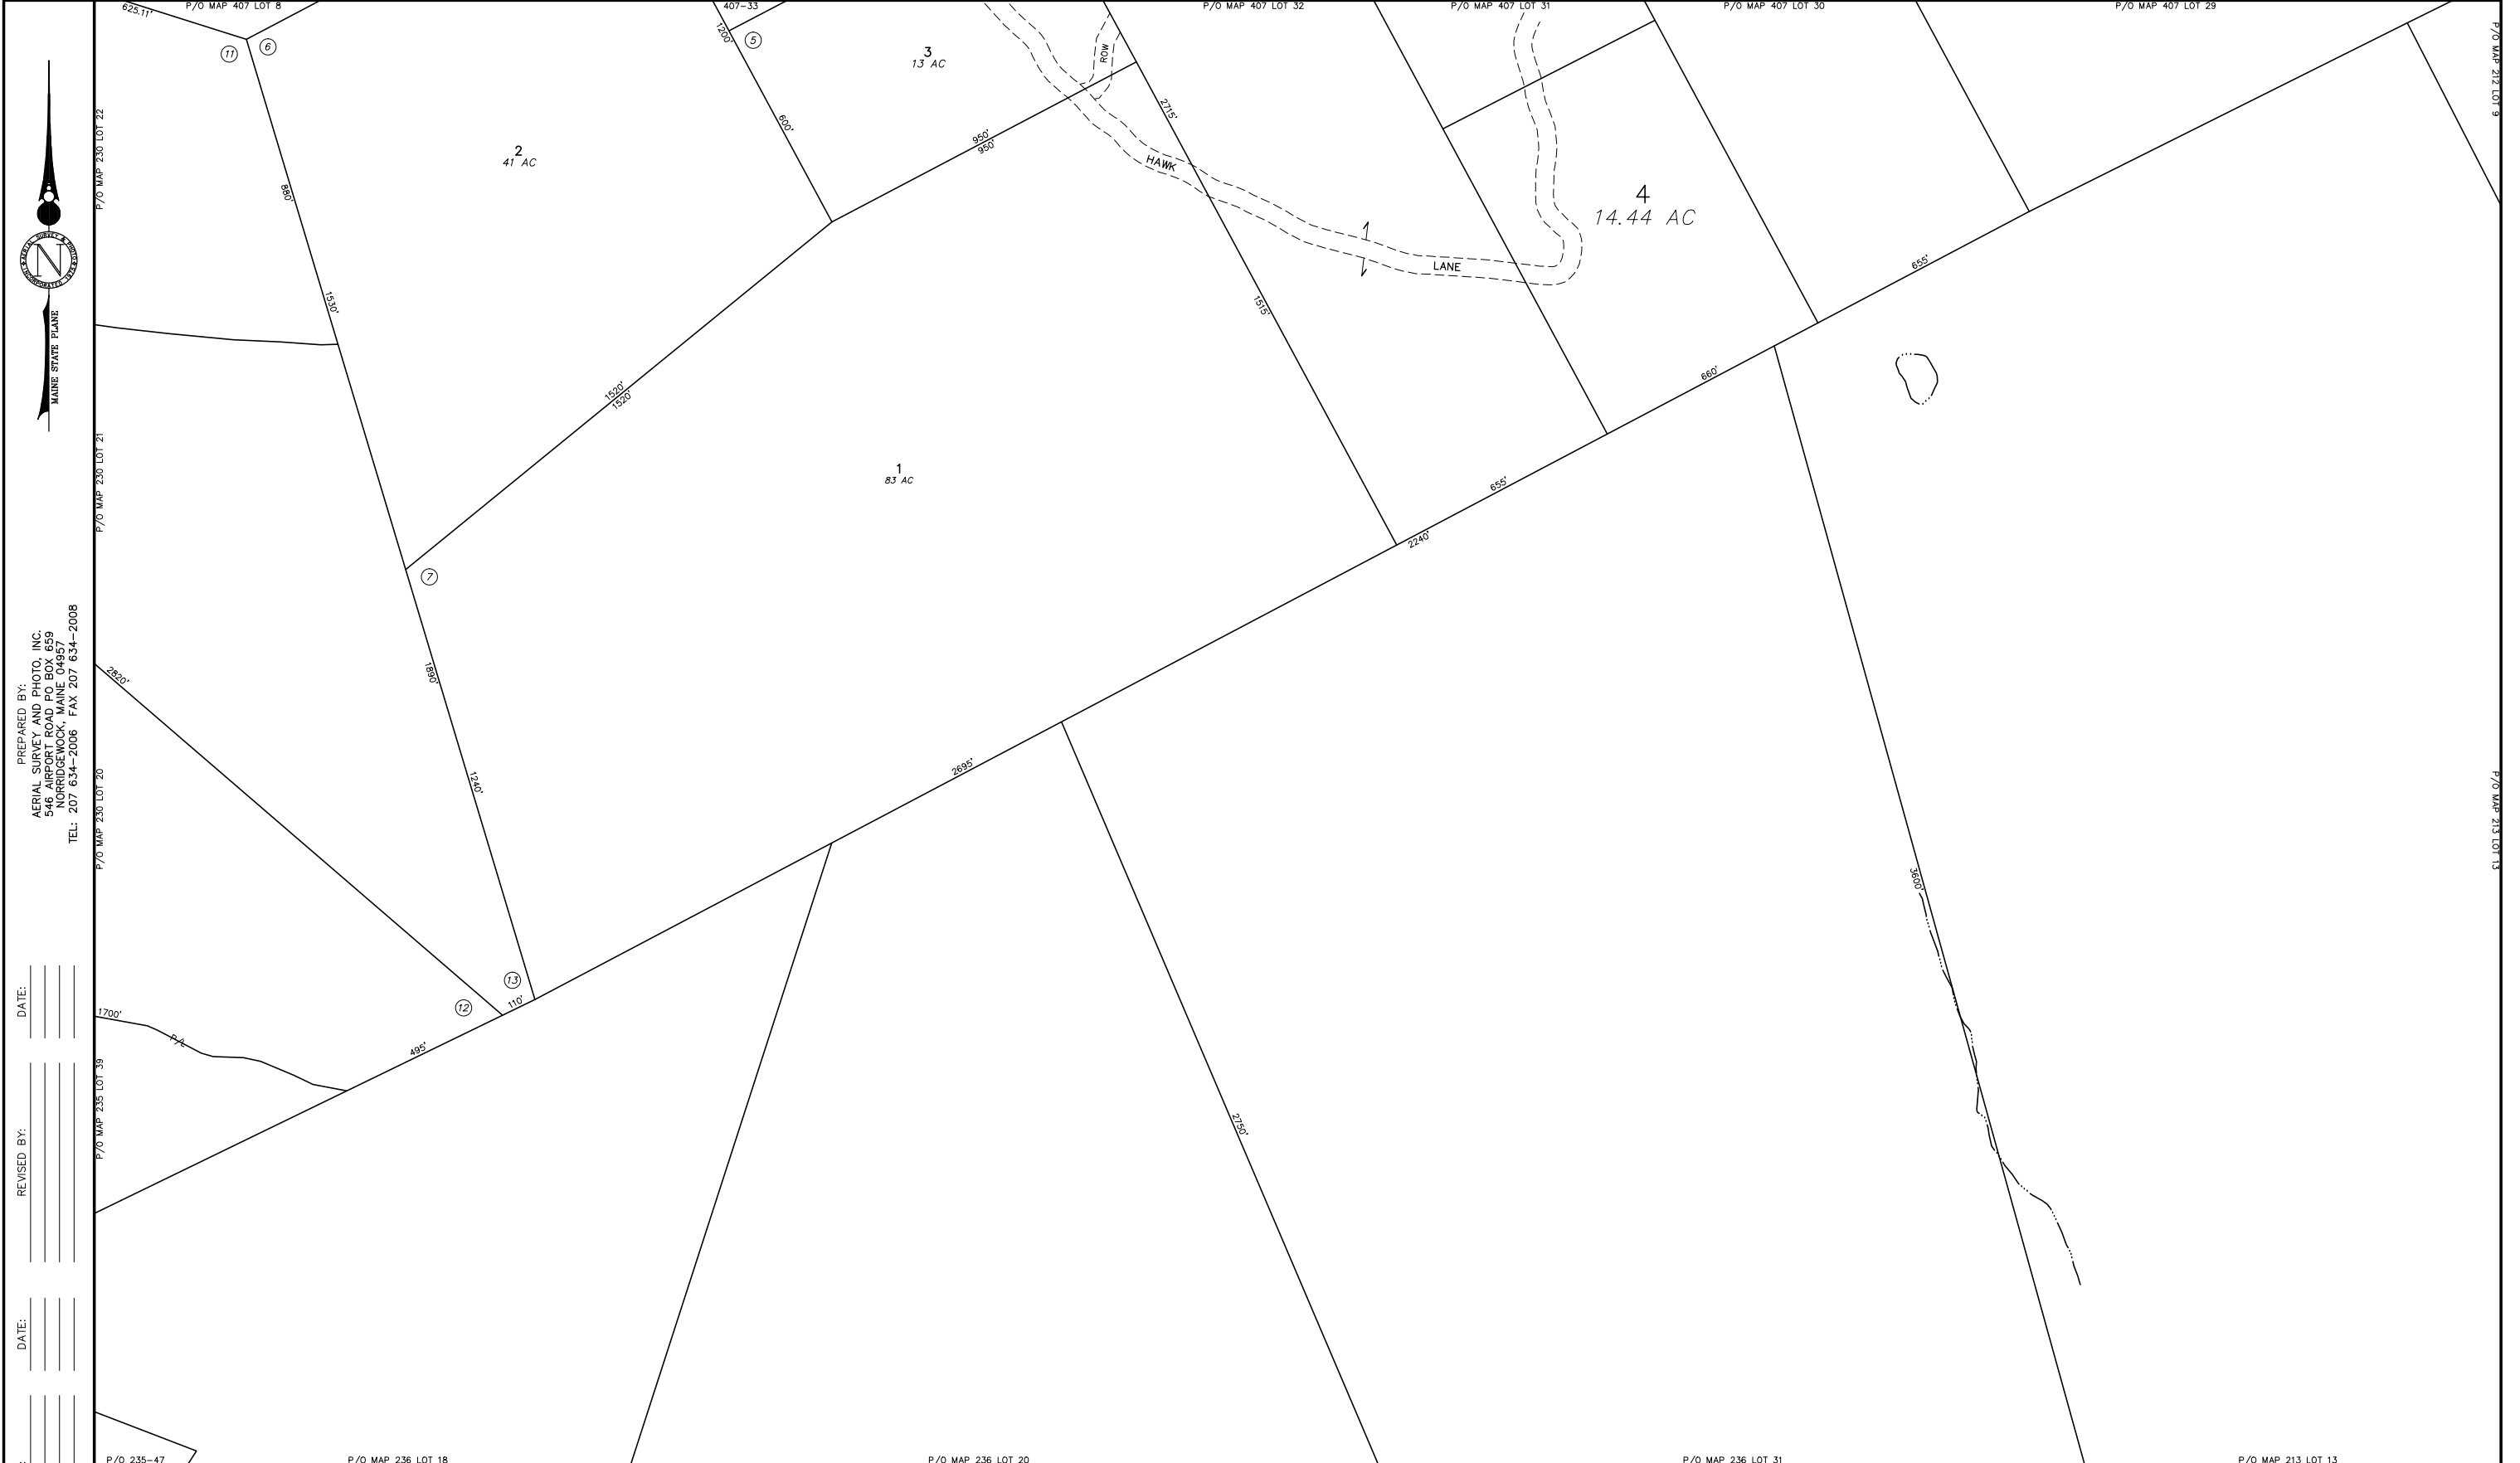 625.11'
P/O MAP 407 LOT 8
407-33
P/O MAP 407 LOT 32
P/O MAP 407 LOT 31
P/O MAP 407 LOT 30
P/O MAP 407 LOT 29
P/O MAP 212 LOT 9
11
6
1200'
5
3
13 AC
ROW
2715'
600'
950'
950'
2
41 AC
HAWK
LANE
4
14.44 AC
P/O MAP 230 LOT 22
880'
1530'
AERIAL SURVEY & PHOTO
INCORPORATED 1971
N
MAINE STATE PLANE
655'
1515'
660'
1520'
1520'
1
83 AC
655'
2240'
P/O MAP 230 LOT 21
7
1890'
2820'
PREPARED BY:
AERIAL SURVEY AND PHOTO, INC.
546 AIRPORT ROAD PO BOX 659
NORRIDGEWOCK, MAINE 04957
TEL: 207 634-2006 FAX 207 634-2008
2695'
1240'
P/O MAP 230 LOT 20
P/O MAP 213 LOT 13
3600'
13
12
110'
DATE:
1700'
P/L
495'
P/O MAP 235 LOT 39
REVISED BY:
2750'
DATE:
P/O 235-47
P/O MAP 236 LOT 18
P/O MAP 236 LOT 20
P/O MAP 236 LOT 31
P/O MAP 213 LOT 13